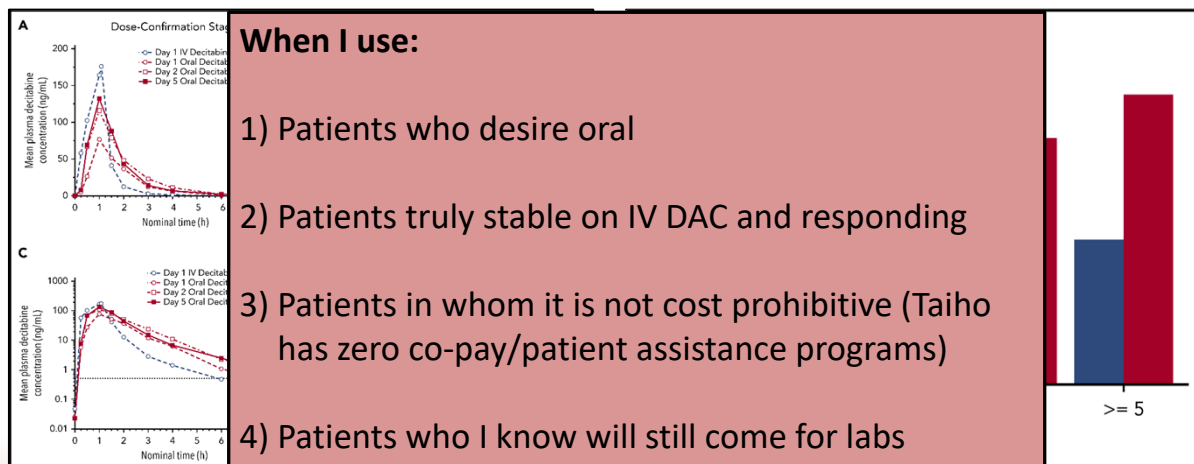 A
Dose-Confirmation Stag
Day 1 IV Decitabin
Day 1 Oral Decitab
Day 2 Oral Decitab
Day 5 Oral Decitab
Mean plasma decitabine
concentration (ng/mL)
200
150
100
50
0
0 1 2 3 4 6
Nominal time (h)
C
Day 1 IV Decitab
Day 1 Oral Decit
Day 2 Oral Decit
Day 5 Oral Decit
Mean plasma decitabine
concentration (ng/mL)
1000
100
10
1
0.1
0.01
0 1 2 3 4 6
Nominal time (h)
When I use:
1) Patients who desire oral
2) Patients truly stable on IV DAC and responding
3) Patients in whom it is not cost prohibitive (Taiho
has zero co-pay/patient assistance programs)
4) Patients who I know will still come for labs
>= 5